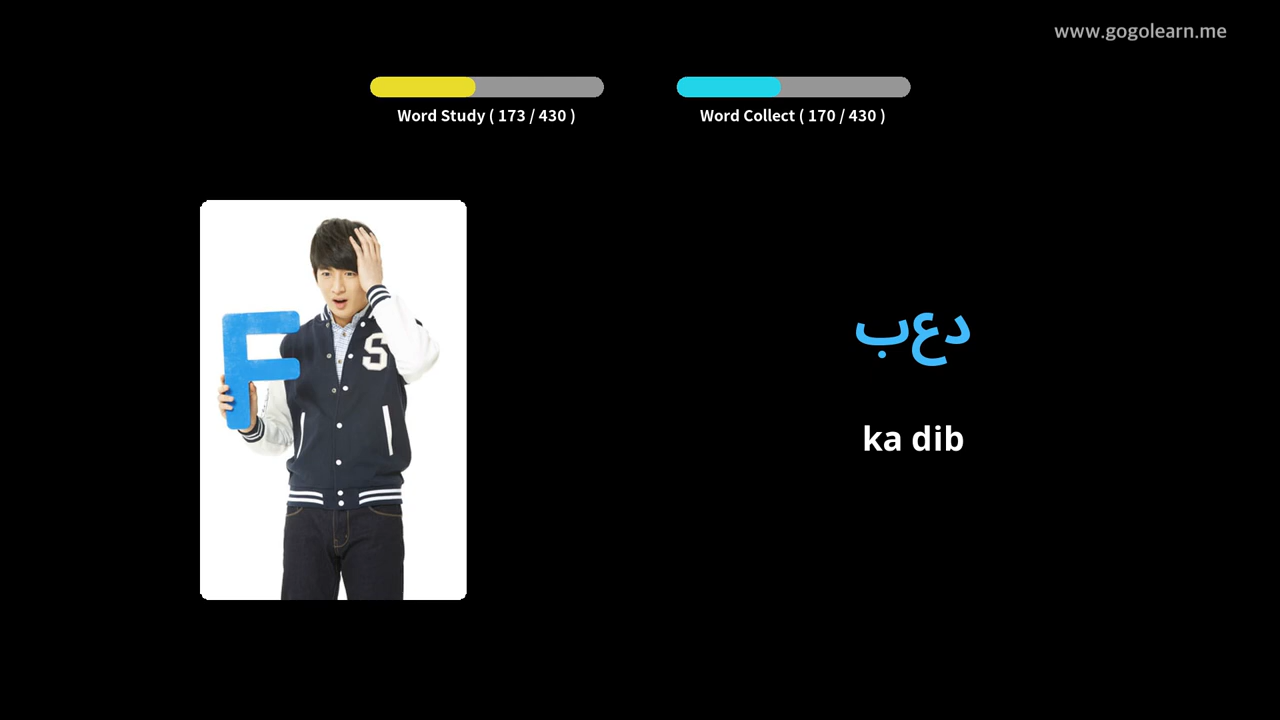 www.gogolearn.me
Word Study ( 173 / 430 )
Word Collect ( 170 / 430 )
F
S
دعب
ka dib